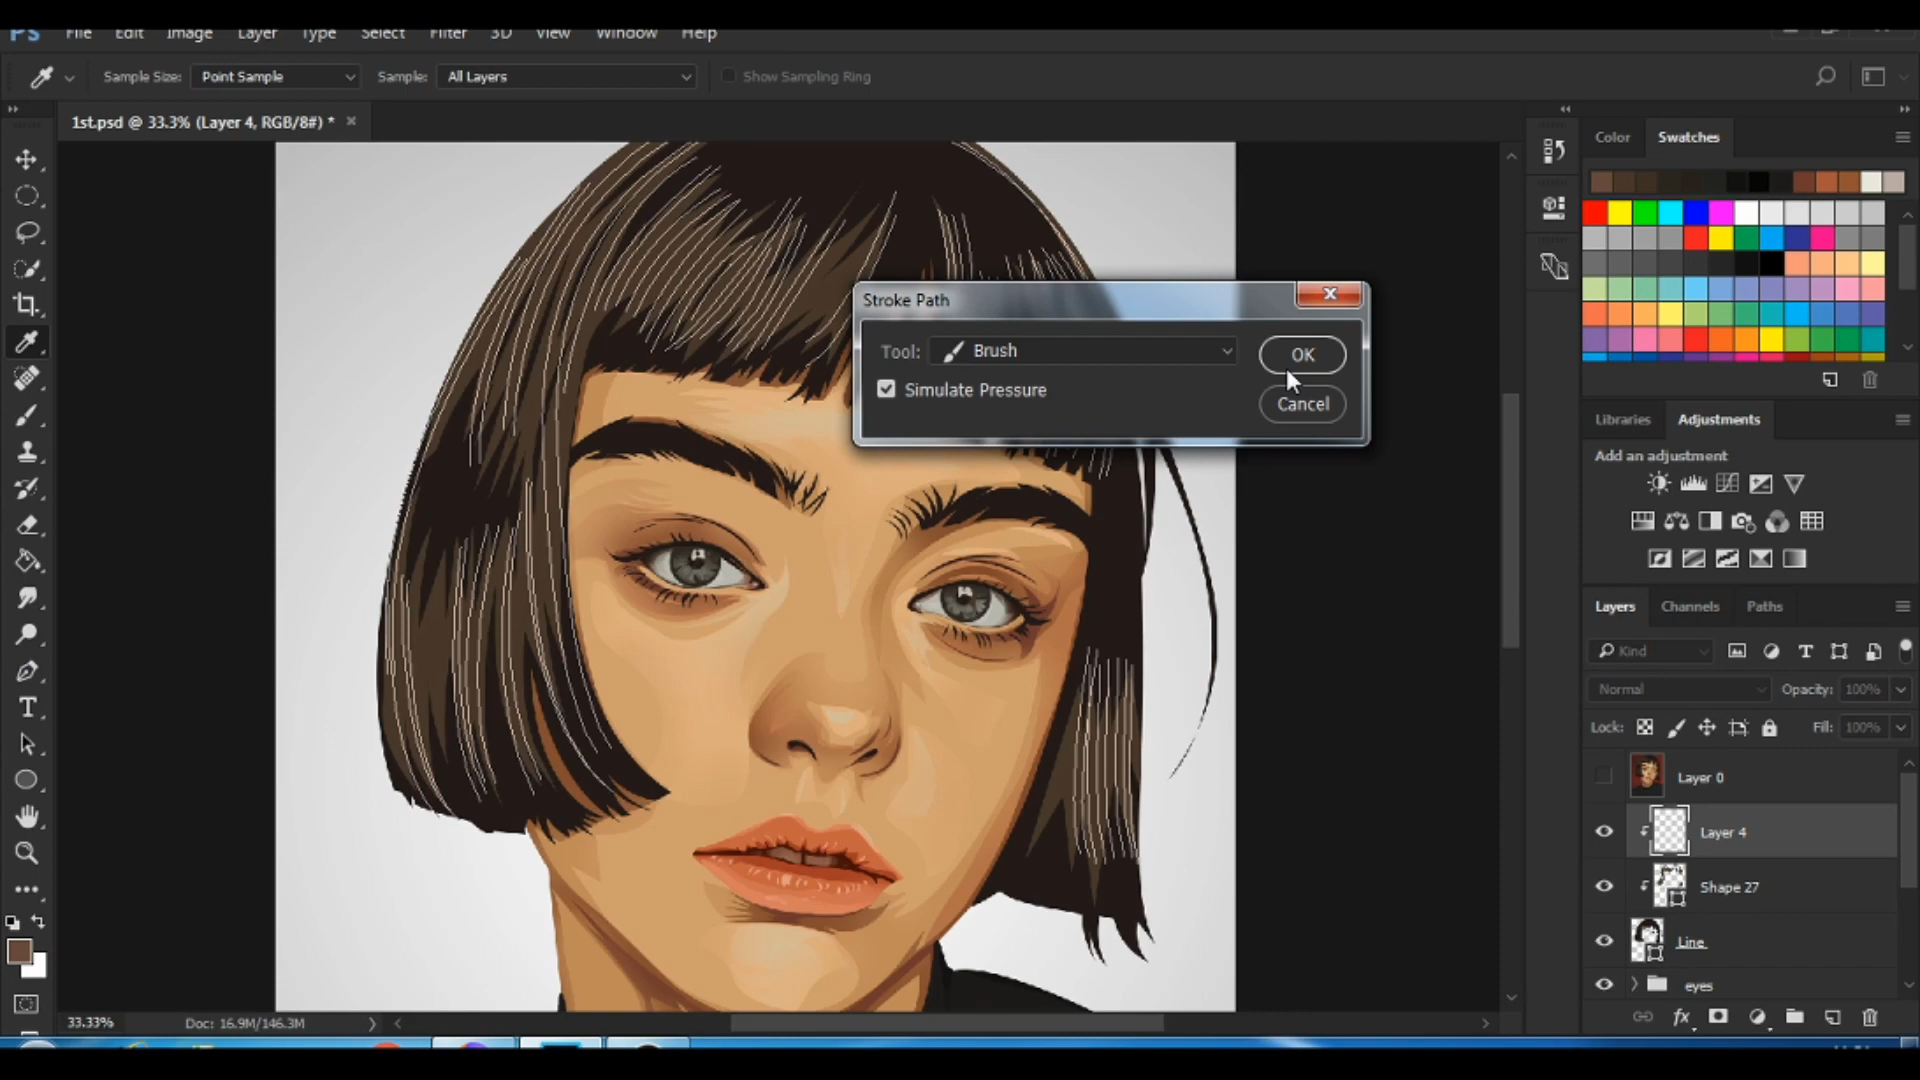 Ps File Edit Image Layer Type Select Filter 3D View Window Help
Sample Size: Point Sample Sample: All Layers Show Sampling Ring
1st.psd @ 33.3% (Layer 4, RGB/8#) *
Color Swatches
Stroke Path
Tool: Brush OK
Simulate Pressure Cancel
Libraries Adjustments
Add an adjustment
Layers Channels Paths
Kind
Normal Opacity: 100%
Lock: Fill: 100%
Layer 0
Layer 4
Shape 27
Line
eyes
fx
33.33% Doc: 16.9M/146.3M